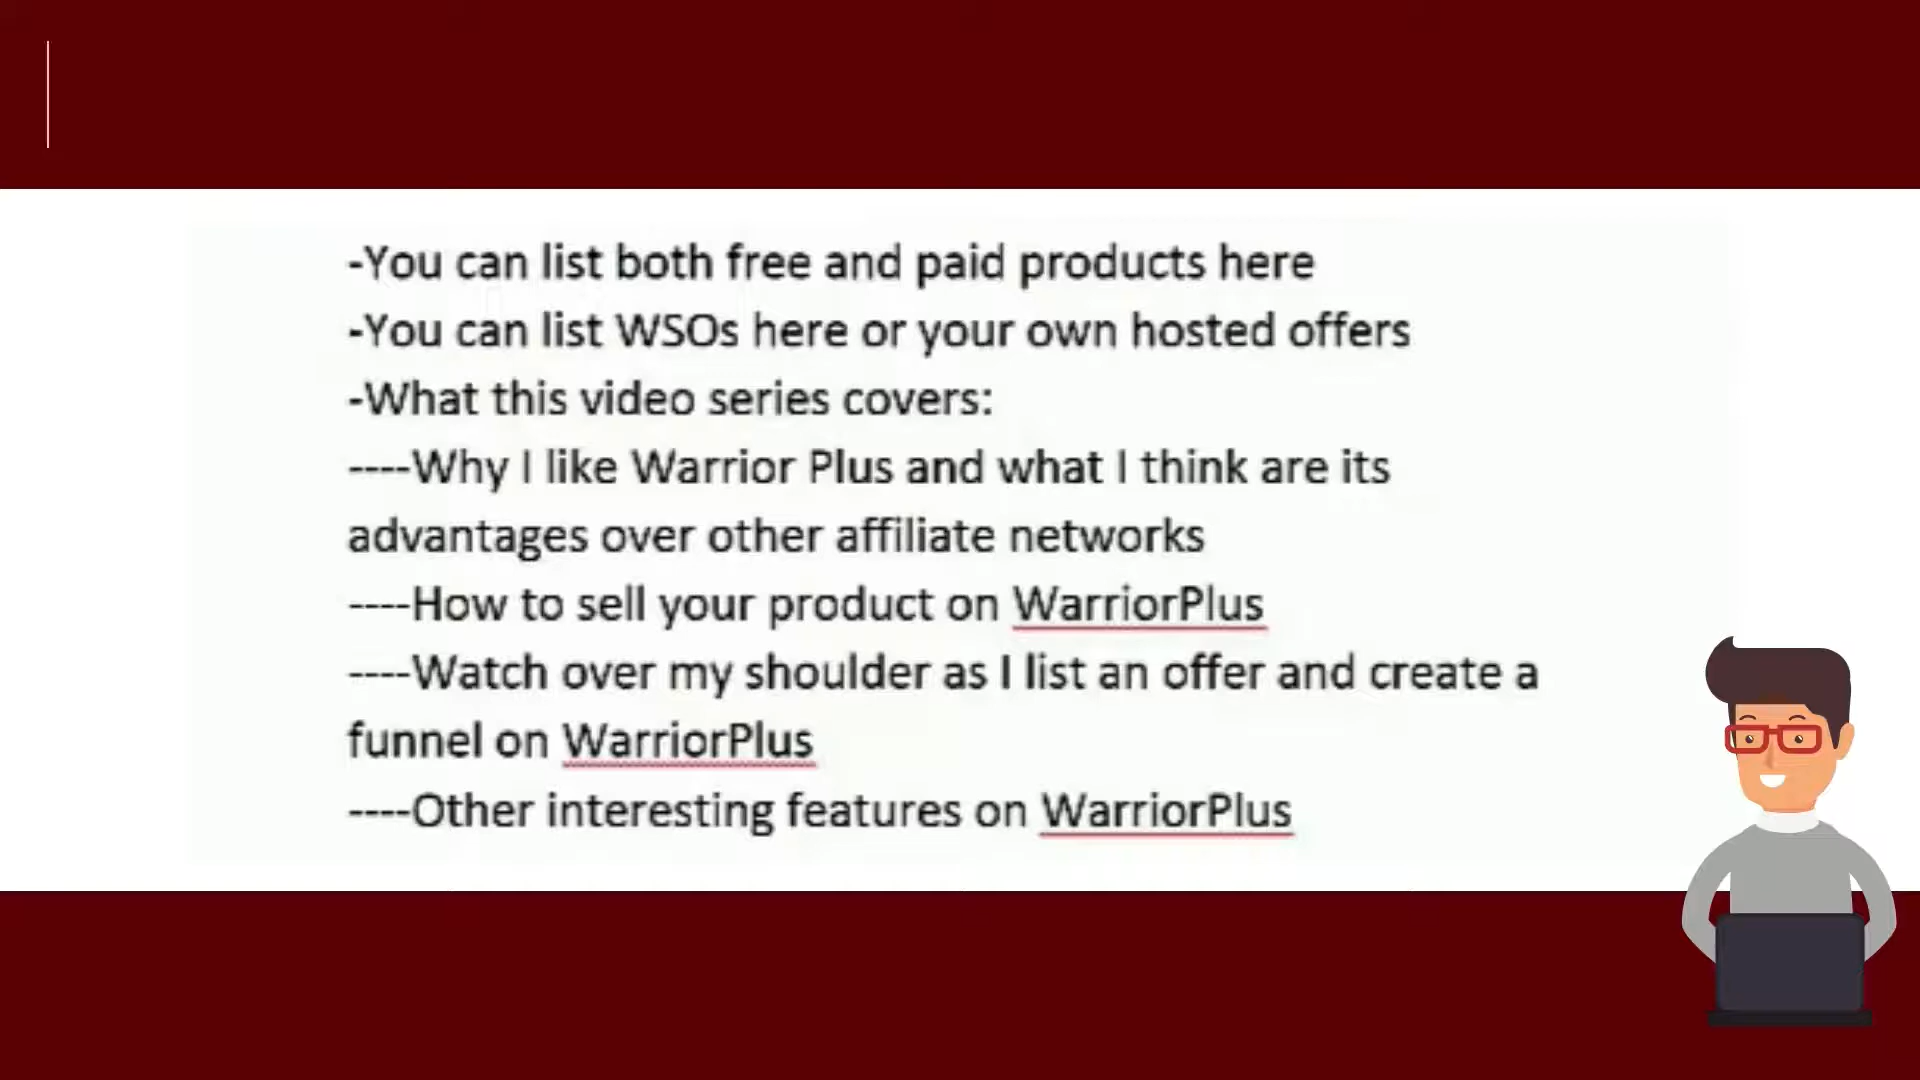 -You can list both free and paid products here
-You can list WSOs here or your own hosted offers
-What this video series covers:
----Why I like Warrior Plus and what I think are its
advantages over other affiliate networks
----How to sell your product on WarriorPlus
----Watch over my shoulder as I list an offer and create a
funnel on WarriorPlus
----Other interesting features on WarriorPlus